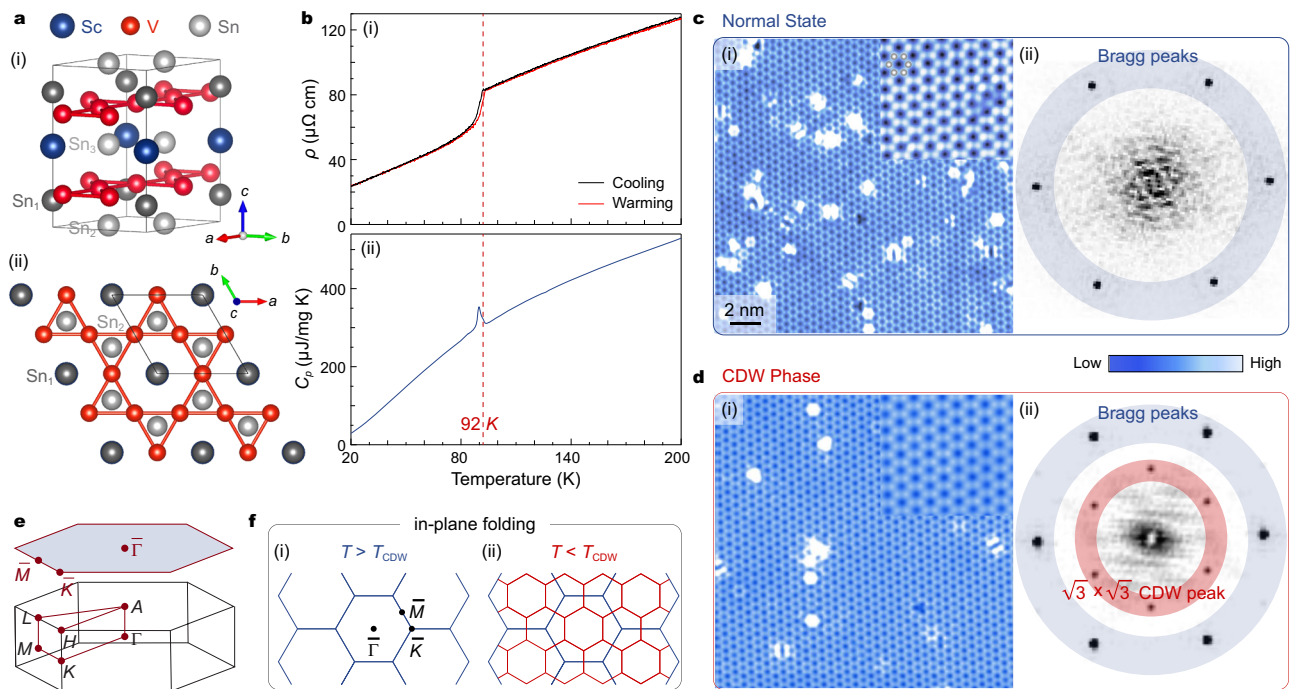 a
Sc V Sn
(i)
Sn3
Sn1
Sn2
c
a b
(ii)
b
c a
Sn2
Sn1
b
(i)
120
80
40
0
ρ (μΩ cm)
Cooling
Warming
(ii)
400
200
0
Cp (μJ/mg K)
92 K
20 80 140 200
Temperature (K)
c Normal State
(i)
2 nm
(ii)
Bragg peaks
Low High
d CDW Phase
(i)
(ii)
Bragg peaks
√3 × √3 CDW peak
e
Γ̅
M̅
K̅
A
L
H
Γ
M
K
f
in-plane folding
(i) T > TCDW
M̅
Γ̅
K̅
(ii) T < TCDW